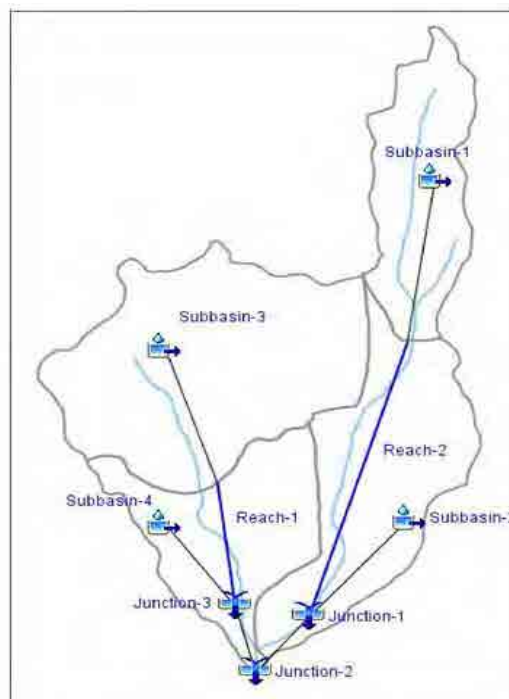 Subbasin-1
Subbasin-3
Reach-2
Subbasin-4
Reach-1
Junction-3
Junction-1
Junction-2